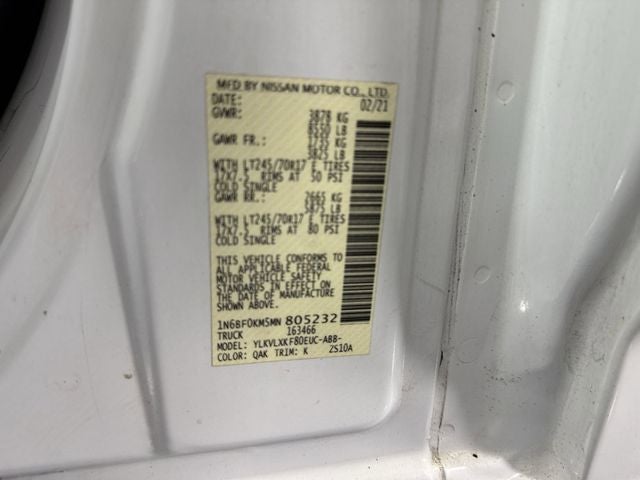 MFD BY NISSAN MOTOR CO., LTD.
DATE: 02/21
GVWR: 3878 KG
8550 LB
GAWR FR.: 1735 KG
3825 LB
WITH LT245/70R17 E TIRES
17X7.5 RIMS AT 50 PSI
COLD SINGLE
GAWR RR.: 2665 KG
5875 LB
WITH LT245/70R17 E TIRES
17X7.5 RIMS AT 80 PSI
COLD SINGLE
THIS VEHICLE CONFORMS TO
ALL APPLICABLE FEDERAL
MOTOR VEHICLE SAFETY
STANDARDS IN EFFECT ON
THE DATE OF MANUFACTURE
SHOWN ABOVE.
1N6BF0KM5MN 805232
TRUCK 163466
MODEL: YLKVLXKF80EUC-ABB-
COLOR: QAK TRIM: K ZS10A